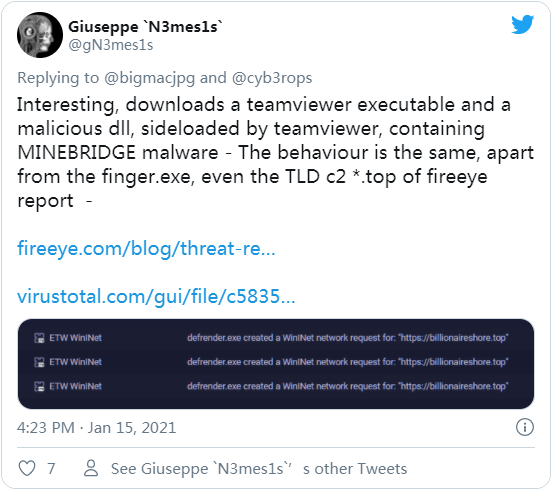 Giuseppe `N3mes1s`
@gN3mes1s
Replying to @bigmacjpg and @cyb3rops
Interesting, downloads a teamviewer executable and a
malicious dll, sideloaded by teamviewer, containing
MINEBRIDGE malware - The behaviour is the same, apart
from the finger.exe, even the TLD c2 *.top of fireeye
report -
fireeye.com/blog/threat-re...
virustotal.com/gui/file/c5835...
ETW WinINet defrender.exe created a WinINet network request for: "https://billionaireshore.top"
ETW WinINet defrender.exe created a WinINet network request for: "https://billionaireshore.top"
ETW WinINet defrender.exe created a WinINet network request for: "https://billionaireshore.top"
4:23 PM · Jan 15, 2021
7 See Giuseppe `N3mes1s`' s other Tweets